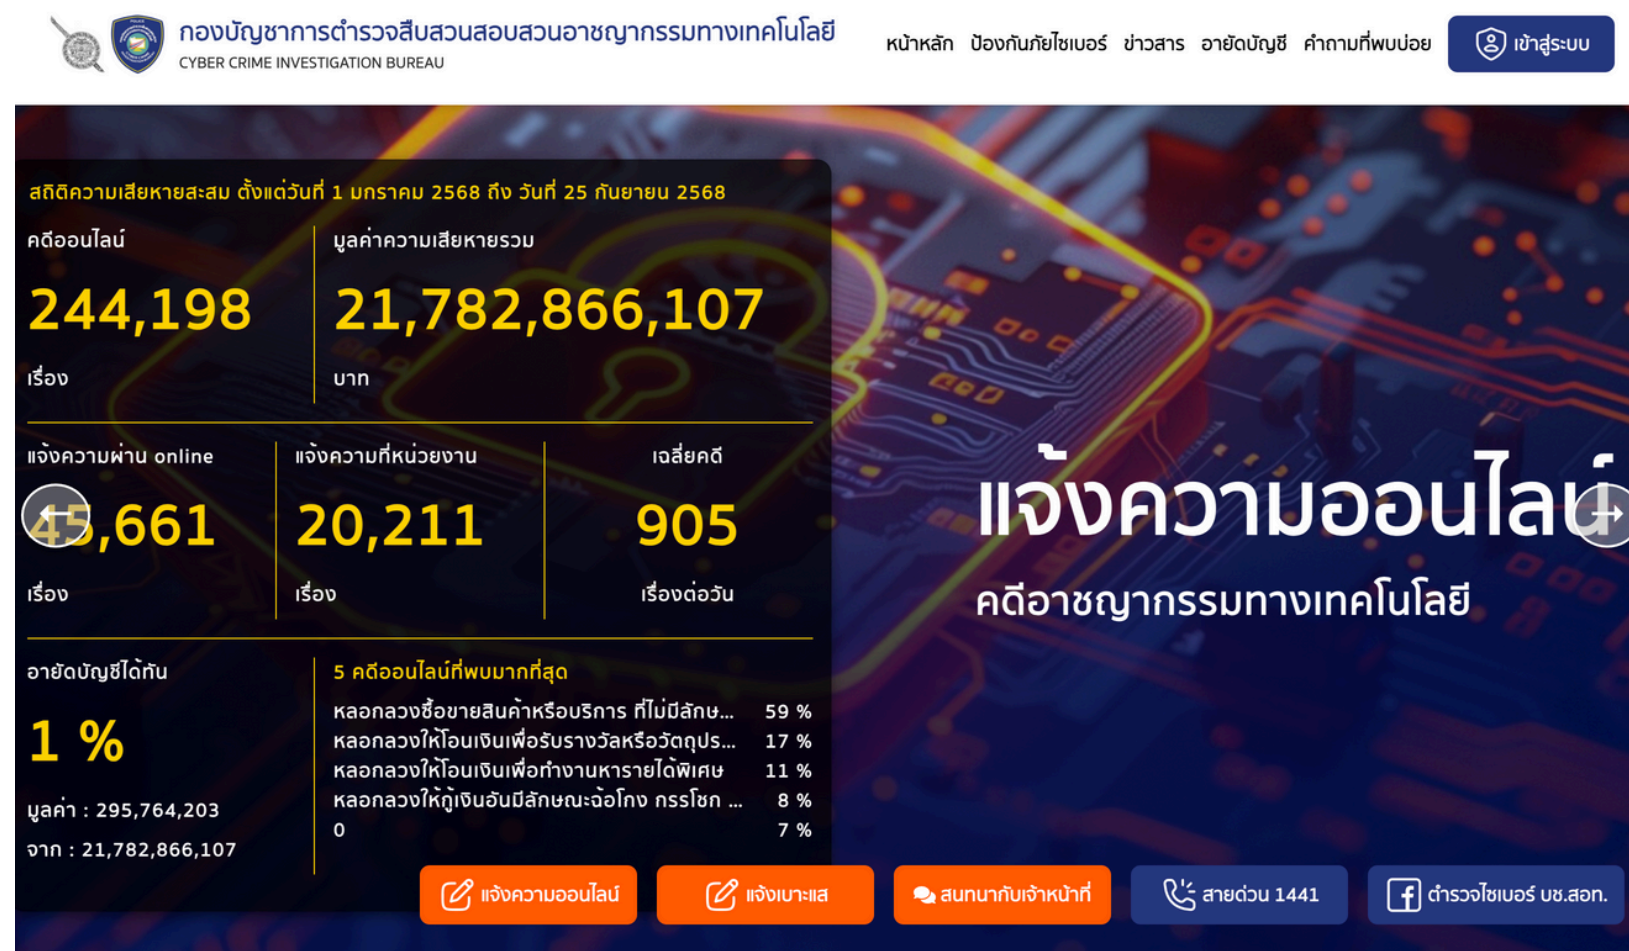 กองบัญชาการตำรวจสืบสวนสอบสวนอาชญากรรมทางเทคโนโลยี
CYBER CRIME INVESTIGATION BUREAU
หน้าหลัก ป้องกันภัยไซเบอร์ ข่าวสาร อายัดบัญชี คำถามที่พบบ่อย เข้าสู่ระบบ
สถิติความเสียหายสะสม ตั้งแต่วันที่ 1 มกราคม 2568 ถึง วันที่ 25 กันยายน 2568
คดีออนไลน์
244,198
เรื่อง
มูลค่าความเสียหายรวม
21,782,866,107
บาท
แจ้งความผ่าน online
45,661
เรื่อง
แจ้งความที่หน่วยงาน
20,211
เรื่อง
เฉลี่ยคดี
905
เรื่องต่อวัน
อายัดบัญชีได้ทัน
1 %
มูลค่า : 295,764,203
จาก : 21,782,866,107
5 คดีออนไลน์ที่พบมากที่สุด
หลอกลวงซื้อขายสินค้าหรือบริการ ที่ไม่มีลักษ... 59 %
หลอกลวงให้โอนเงินเพื่อรับรางวัลหรือวัตถุปร... 17 %
หลอกลวงให้โอนเงินเพื่อทำงานหารายได้พิเศษ 11 %
หลอกลวงให้กู้เงินอันมีลักษณะฉ้อโกง กรรโชก ... 8 %
0 7 %
แจ้งความออนไลน์
คดีอาชญากรรมทางเทคโนโลยี
แจ้งความออนไลน์ แจ้งเบาะแส สนทนากับเจ้าหน้าที่ สายด่วน 1441 ตำรวจไซเบอร์ บช.สอท.